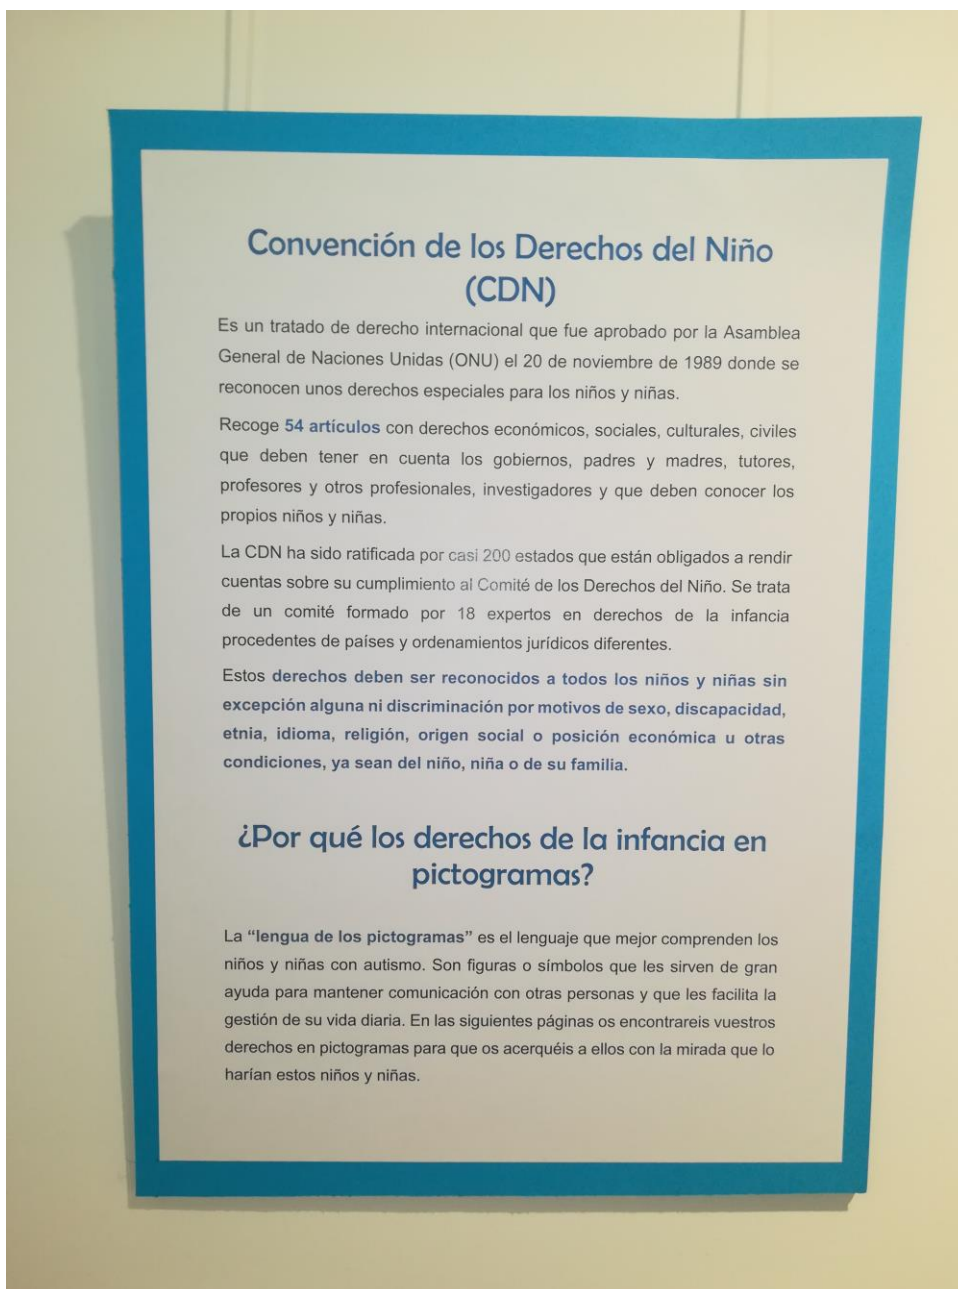 Convención de los Derechos del Niño
(CDN)
Es un tratado de derecho internacional que fue aprobado por la Asamblea
General de Naciones Unidas (ONU) el 20 de noviembre de 1989 donde se
reconocen unos derechos especiales para los niños y niñas.
Recoge 54 artículos con derechos económicos, sociales, culturales, civiles
que deben tener en cuenta los gobiernos, padres y madres, tutores,
profesores y otros profesionales, investigadores y que deben conocer los
propios niños y niñas.
La CDN ha sido ratificada por casi 200 estados que están obligados a rendir
cuentas sobre su cumplimiento al Comité de los Derechos del Niño. Se trata
de un comité formado por 18 expertos en derechos de la infancia
procedentes de países y ordenamientos jurídicos diferentes.
Estos derechos deben ser reconocidos a todos los niños y niñas sin
excepción alguna ni discriminación por motivos de sexo, discapacidad,
etnia, idioma, religión, origen social o posición económica u otras
condiciones, ya sean del niño, niña o de su familia.
¿Por qué los derechos de la infancia en
pictogramas?
La “lengua de los pictogramas” es el lenguaje que mejor comprenden los
niños y niñas con autismo. Son figuras o símbolos que les sirven de gran
ayuda para mantener comunicación con otras personas y que les facilita la
gestión de su vida diaria. En las siguientes páginas os encontrareis vuestros
derechos en pictogramas para que os acerquéis a ellos con la mirada que lo
harían estos niños y niñas.